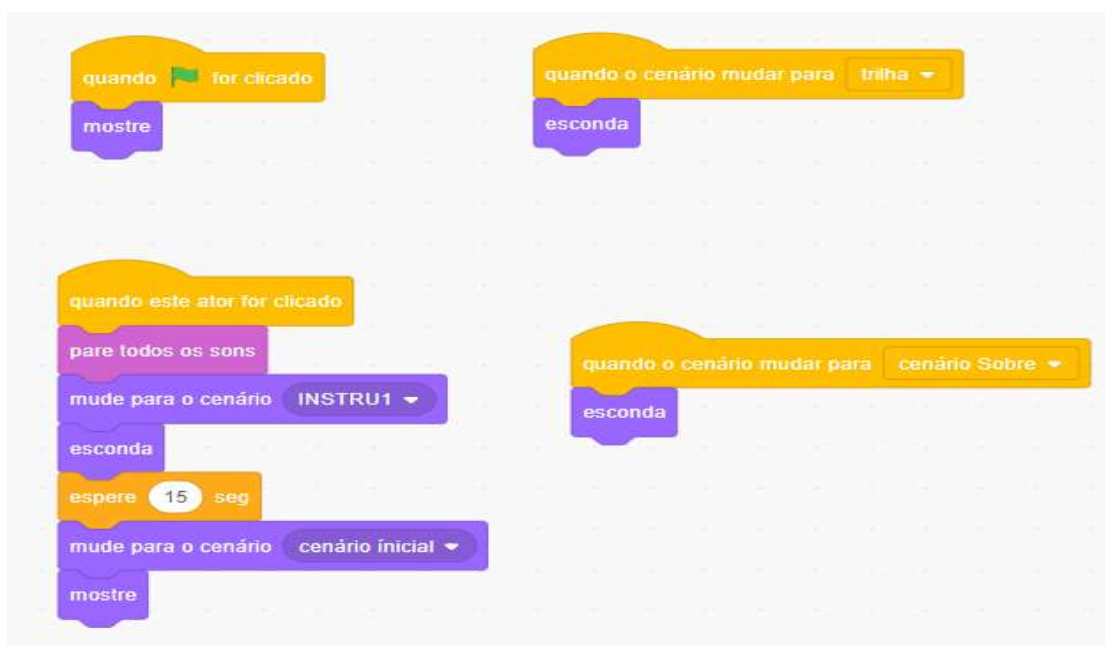 quando for clicado
mostre
quando o cenário mudar para trilha
esconda
quando este ator for clicado
pare todos os sons
mude para o cenário INSTRU1
esconda
espere 15 seg
mude para o cenário cenário ínicial
mostre
quando o cenário mudar para cenário Sobre
esconda